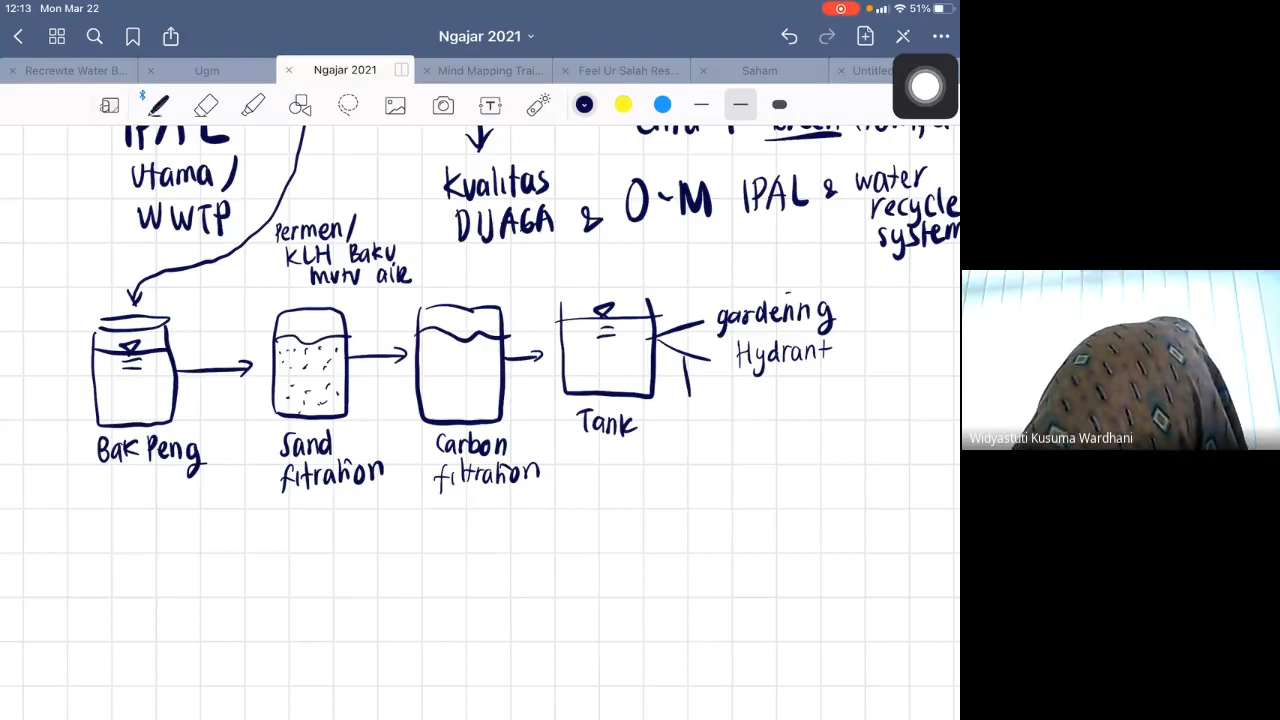 12:13 Mon Mar 22
51%
Ngajar 2021
Recrewte Water B...
Ugm
Ngajar 2021
Mind Mapping Trai...
Feel Ur Salah Res...
Saham
Untitled
IPAL
Utama /
WWTP
Permen /
KLH Baku
mutu air
Kualitas
DUAGA & O-M IPAL & water
recycle
system
Bak Peng
Sand
filtration
Carbon
filtration
Tank
gardening
Hydrant
Widyastuti Kusuma Wardhani